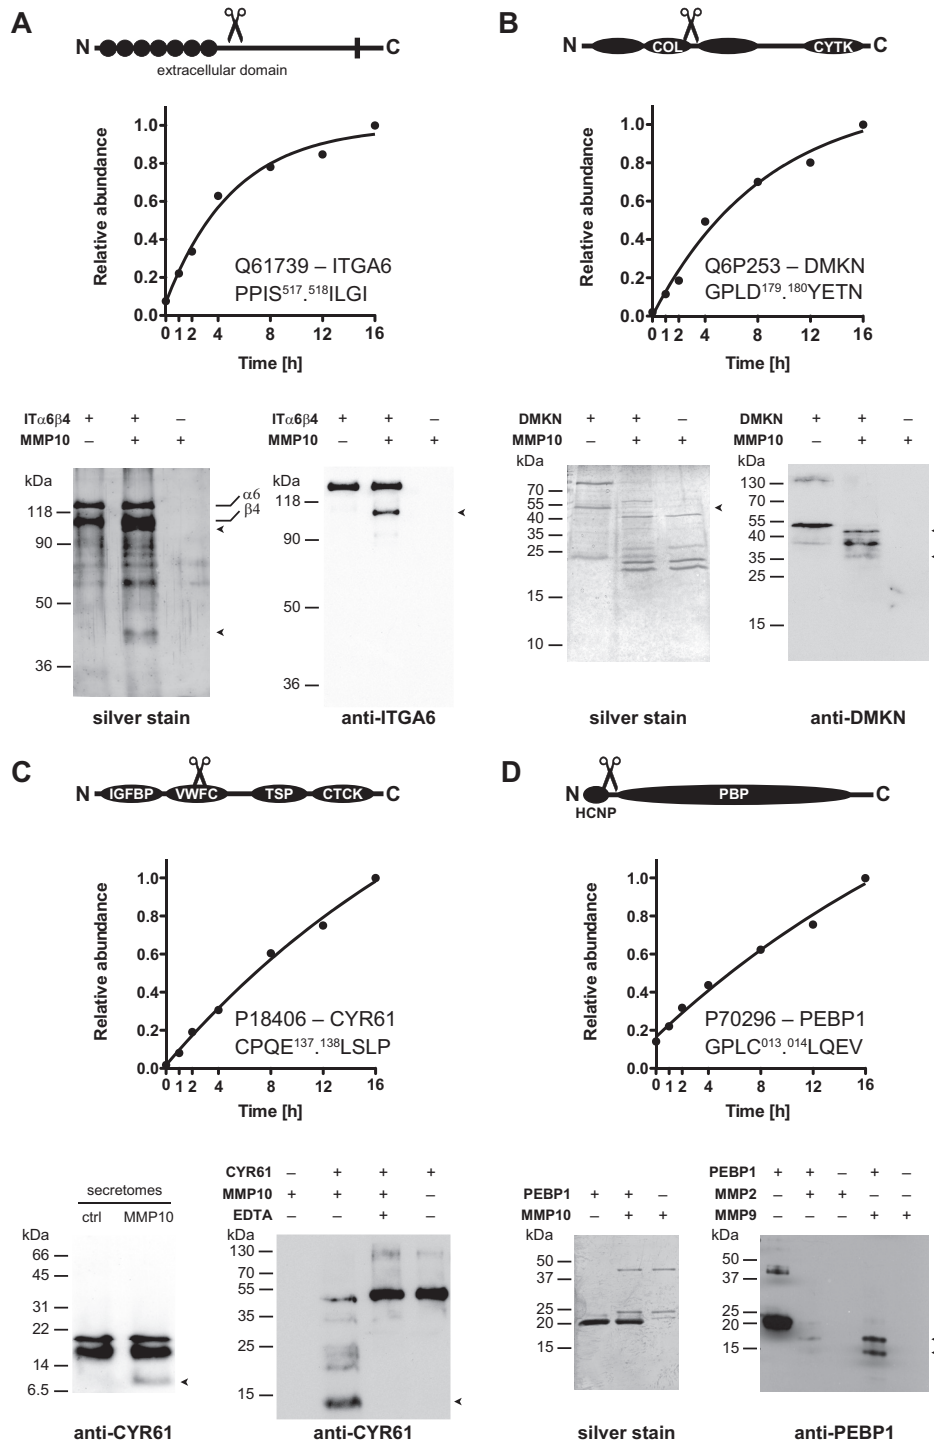 A
N C
extracellular domain
Relative abundance
1.0
0.8
0.6
0.4
0.2
0.0
Q61739 – ITGA6
PPIS517.518ILGI
0 1 2 4 8 12 16
Time [h]
ITα6β4 + + –
MMP10 – + +
kDa
118
90
50
36
α6
β4
silver stain
ITα6β4 + + –
MMP10 – + +
kDa
118
90
50
36
anti-ITGA6
B
N COL CYTK C
Relative abundance
1.0
0.8
0.6
0.4
0.2
0.0
Q6P253 – DMKN
GPLD179.180YETN
0 1 2 4 8 12 16
Time [h]
DMKN + + –
MMP10 – + +
kDa
70
55
40
35
25
15
10
silver stain
DMKN + + –
MMP10 – + +
kDa
130
70
55
40
35
25
15
anti-DMKN
C
N IGFBP VWFC TSP CTCK C
Relative abundance
1.0
0.8
0.6
0.4
0.2
0.0
P18406 – CYR61
CPQE137.138LSLP
0 1 2 4 8 12 16
Time [h]
secretomes
ctrl MMP10
kDa
66
45
31
22
14
6.5
anti-CYR61
CYR61 – + + +
MMP10 + + + –
EDTA – – + –
kDa
130
70
55
35
25
15
anti-CYR61
D
N PBP C
HCNP
Relative abundance
1.0
0.8
0.6
0.4
0.2
0.0
P70296 – PEBP1
GPLC013.014LQEV
0 1 2 4 8 12 16
Time [h]
PEBP1 + + –
MMP10 – + +
kDa
50
37
25
20
15
silver stain
PEBP1 + + – + –
MMP2 – + + – –
MMP9 – – – + +
kDa
50
37
25
20
15
anti-PEBP1